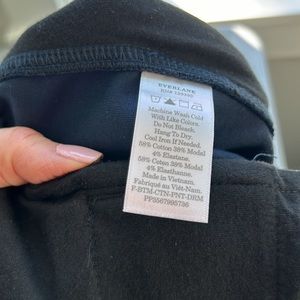 EVERLANE
Machine Wash Cold
With Like Colors.
Do Not Bleach.
Hang To Dry.
Cool Iron If Needed.
58% Cotton 38% Modal
4% Elastane.
58% Coton 38% Modal
4% Elasthanne.
Made in Vietnam.
Fabriqué au Viêt-Nam.
F-BTM-CTN-PNT-DRM
PP5567995736